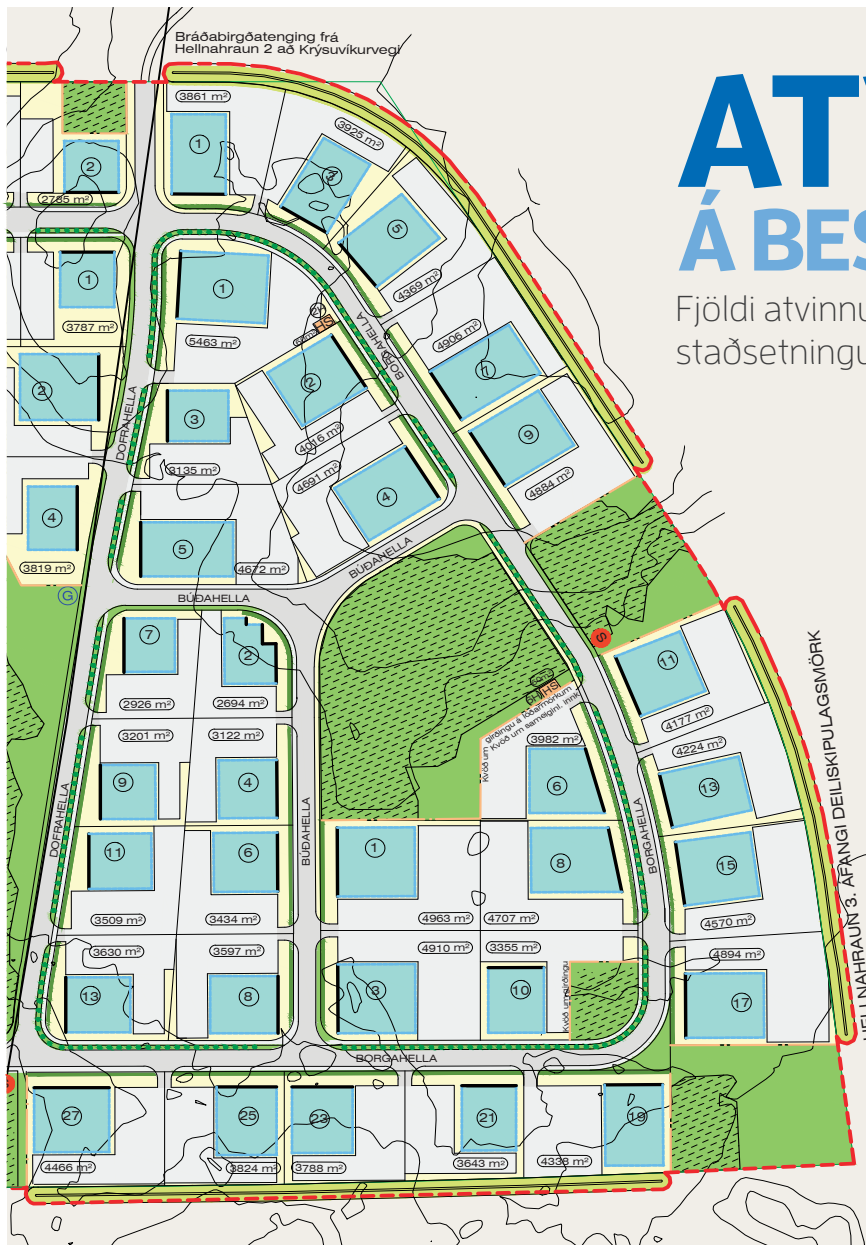 Bráðabirgðatenging frá
Hellnahraun 2 að Krýsuvíkurvegi
AT
Á BES
Fjöldi atvinnu
staðsetningu
3861 m²
1
3925 m²
2
2785 m²
5
4369 m²
1
3787 m²
1
5463 m²
HS
BORGAHELLA
4906 m²
7
2
4016 m²
2
DOFRAHELLA
3
3135 m²
9
4884 m²
4691 m²
4
4
3819 m²
5
4672 m²
BÚÐAHELLA
BÚÐAHELLA
G
S
7
2926 m²
2
2694 m²
11
4177 m²
HS
Kvöð um girðingu á lóðarmörkum
Kvöð um sameiginl. innk
3201 m²
3122 m²
3982 m²
4224 m²
9
4
6
13
DOFRAHELLA
BÚÐAHELLA
BORGAHELLA
11
6
1
8
15
3509 m²
3434 m²
4963 m²
4707 m²
4570 m²
3630 m²
3597 m²
4910 m²
3355 m²
4894 m²
13
8
3
10
Kvöð um girðingu
17
HELLNAHRAUN 3. ÁFANGI DEILISKIPULAGSMÖRK
BORGAHELLA
27
25
23
21
19
4466 m²
3824 m²
3788 m²
3643 m²
4338 m²